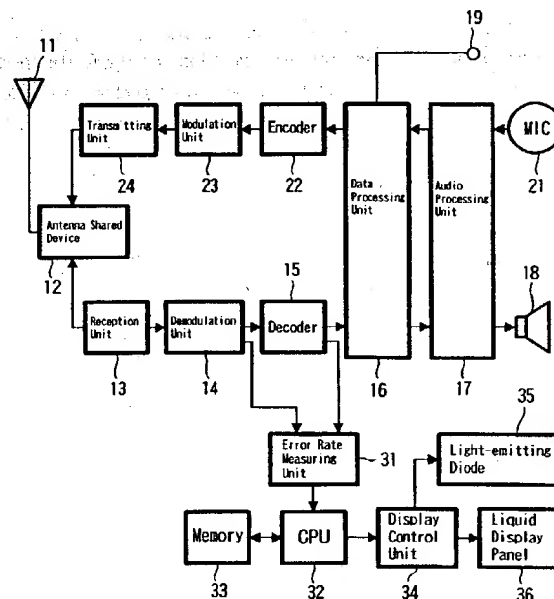 19
11
Transmitting
Unit
Modulation
Unit
Encoder
MIC
24
23
22
21
Data
Processing
Unit
Audio
Processing
Unit
Antenna Shared
Device
12
15
18
Reception
Unit
Demodulation
Unit
Decoder
13
14
16
17
35
Error Rate
Measuring
Unit
31
Light-emitting
Diode
Memory
CPU
Display
Control
Unit
Liquid
Display
Panel
33
32
34
36